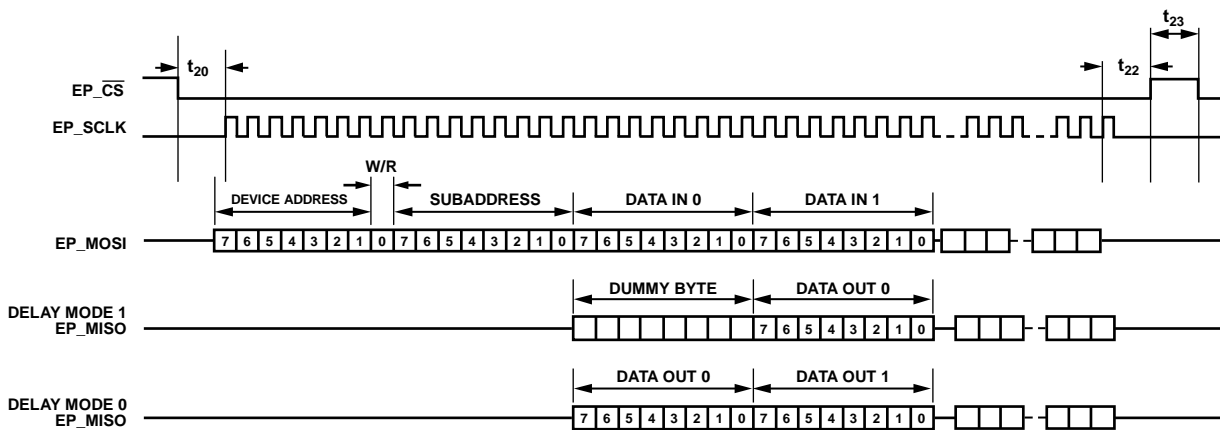 t23
t20
t22
EP_CS
EP_SCLK
W/R
DEVICE ADDRESS SUBADDRESS DATA IN 0 DATA IN 1
EP_MOSI 7 6 5 4 3 2 1 0 7 6 5 4 3 2 1 0 7 6 5 4 3 2 1 0 7 6 5 4 3 2 1 0
DUMMY BYTE DATA OUT 0
DELAY MODE 1
EP_MISO 7 6 5 4 3 2 1 0
DATA OUT 0 DATA OUT 1
DELAY MODE 0
EP_MISO 7 6 5 4 3 2 1 0 7 6 5 4 3 2 1 0